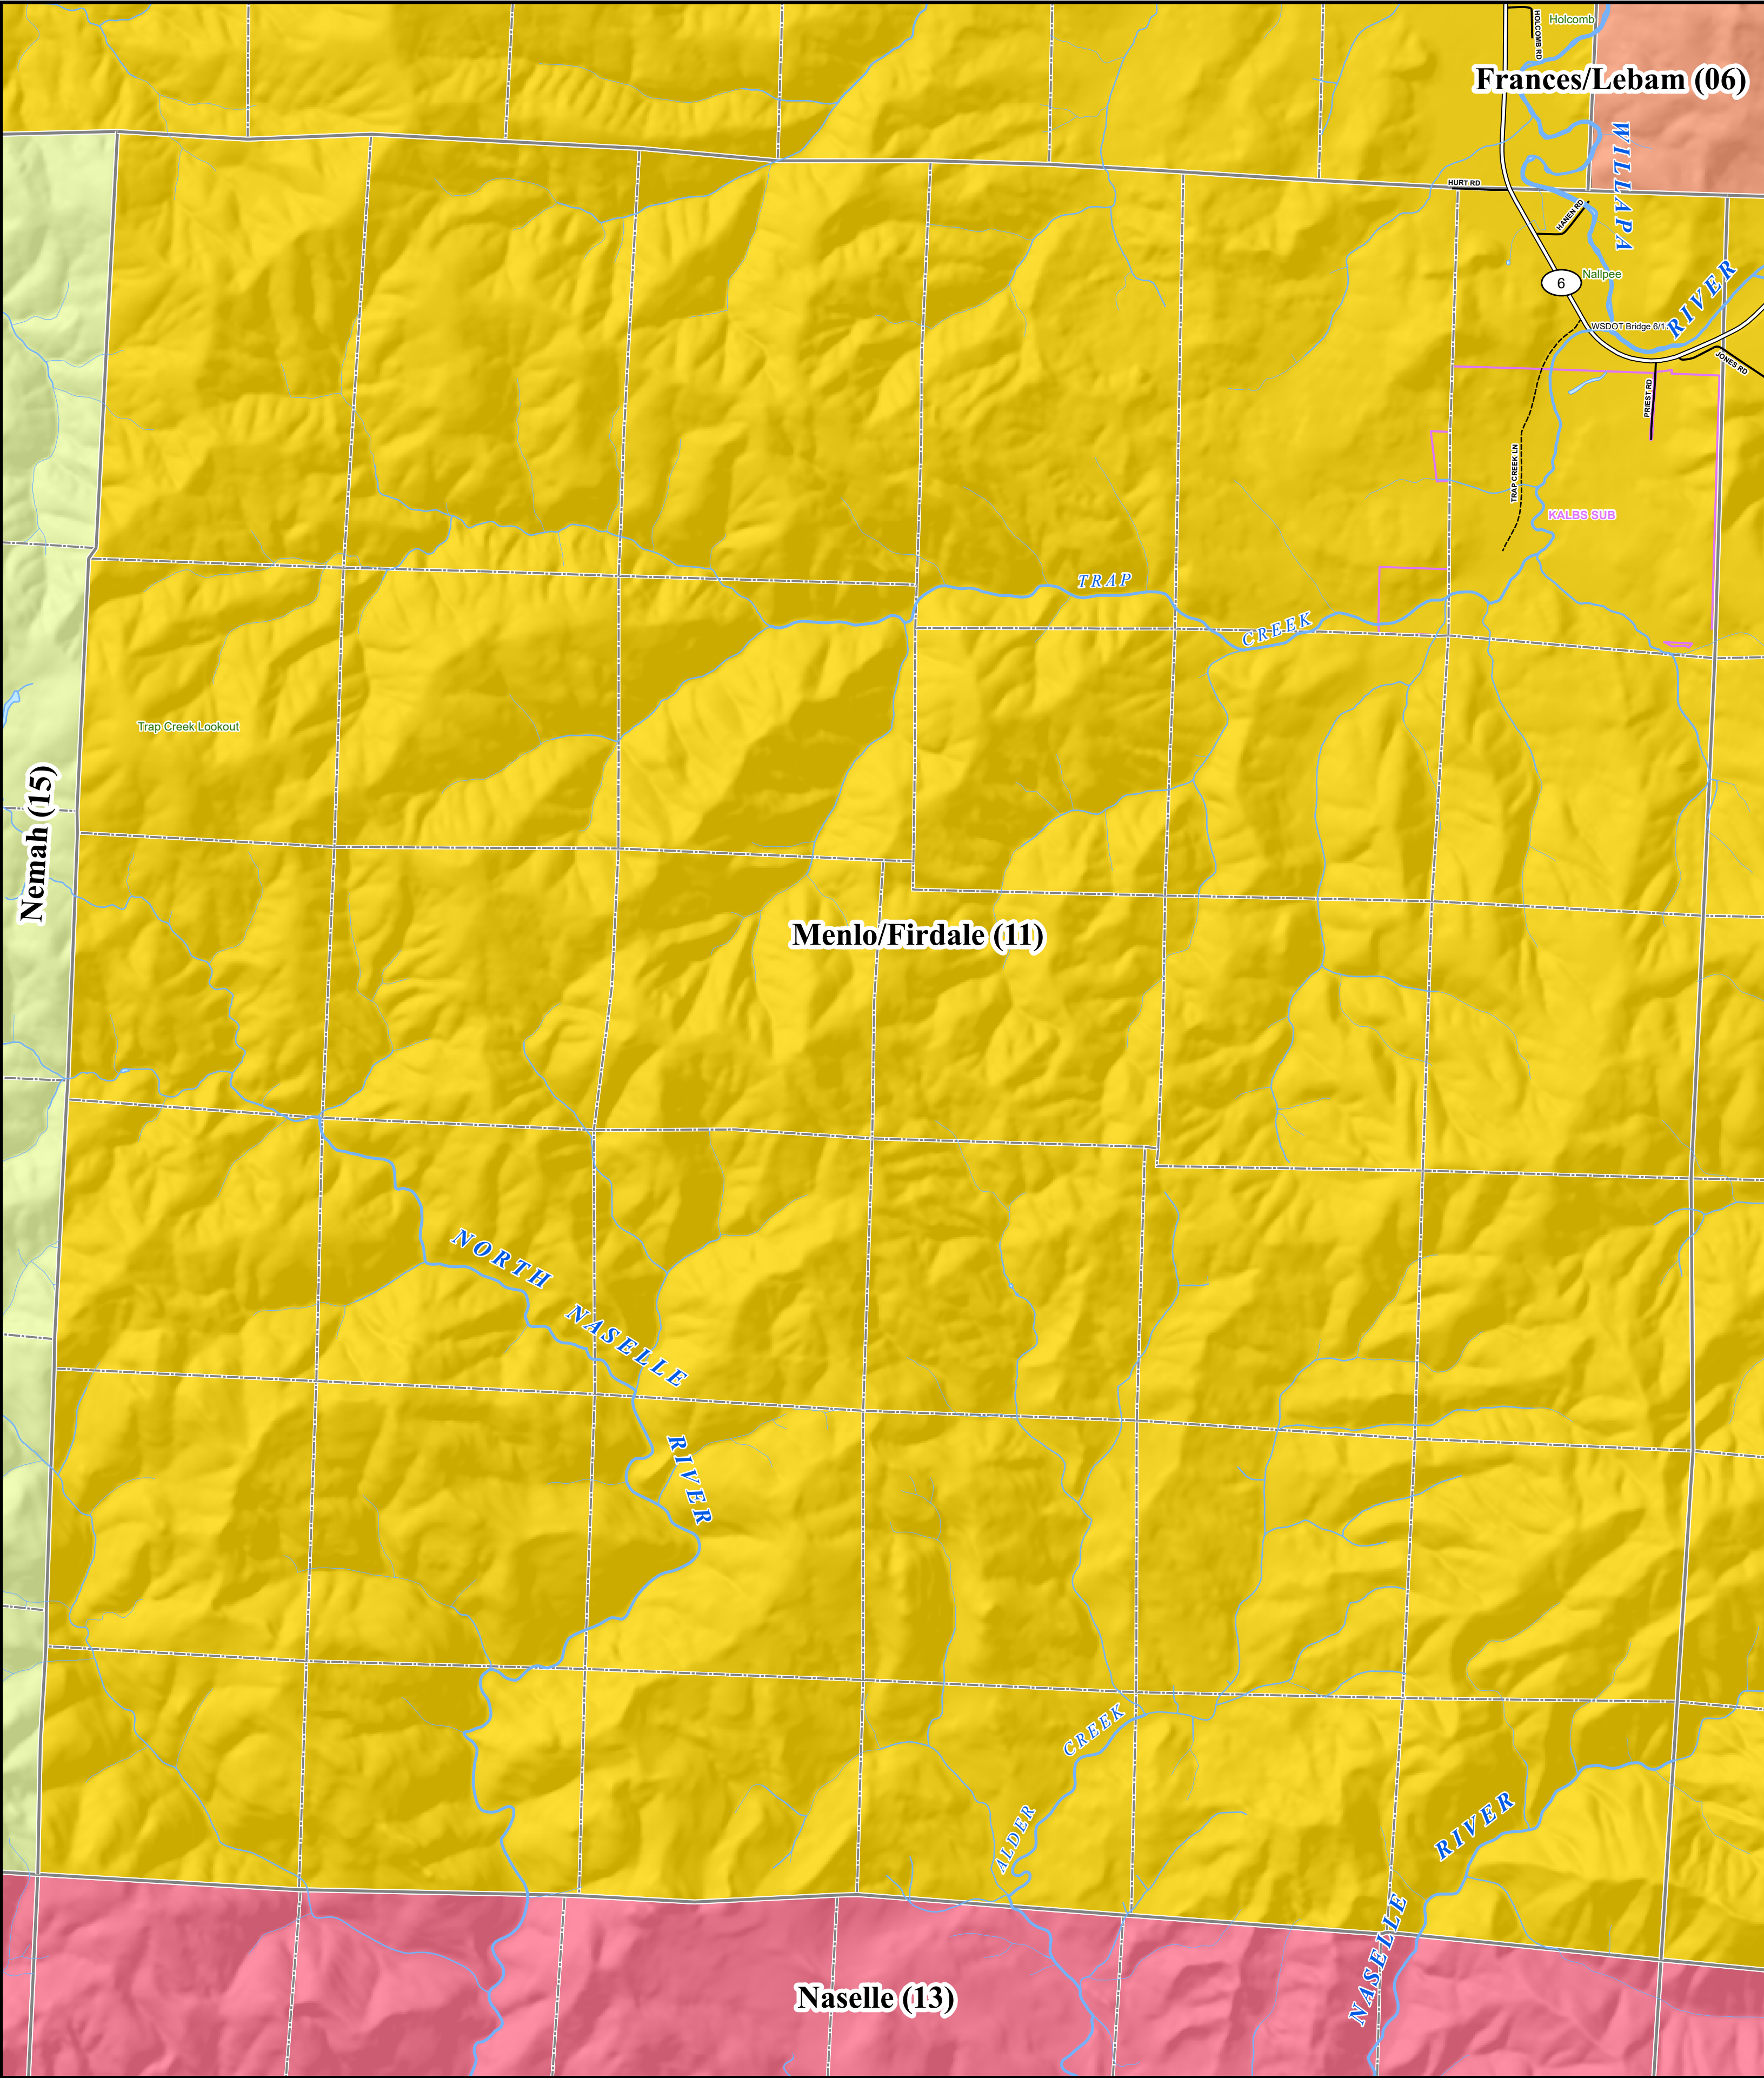 Holcomb
HOLCOMB RD
Frances/Lebam (06)
WILLAPA
HURT RD
HANEN RD
Nallpee
6
RIVER
WSDOT Bridge 6/1
JONES RD
PRIEST RD
TRAP CREEK LN
KALBS SUB
TRAP
CREEK
Trap Creek Lookout
Nemah (15)
Menlo/Firdale (11)
NORTH
NASELLE
RIVER
CREEK
ALDER
RIVER
NASELLE
Naselle (13)